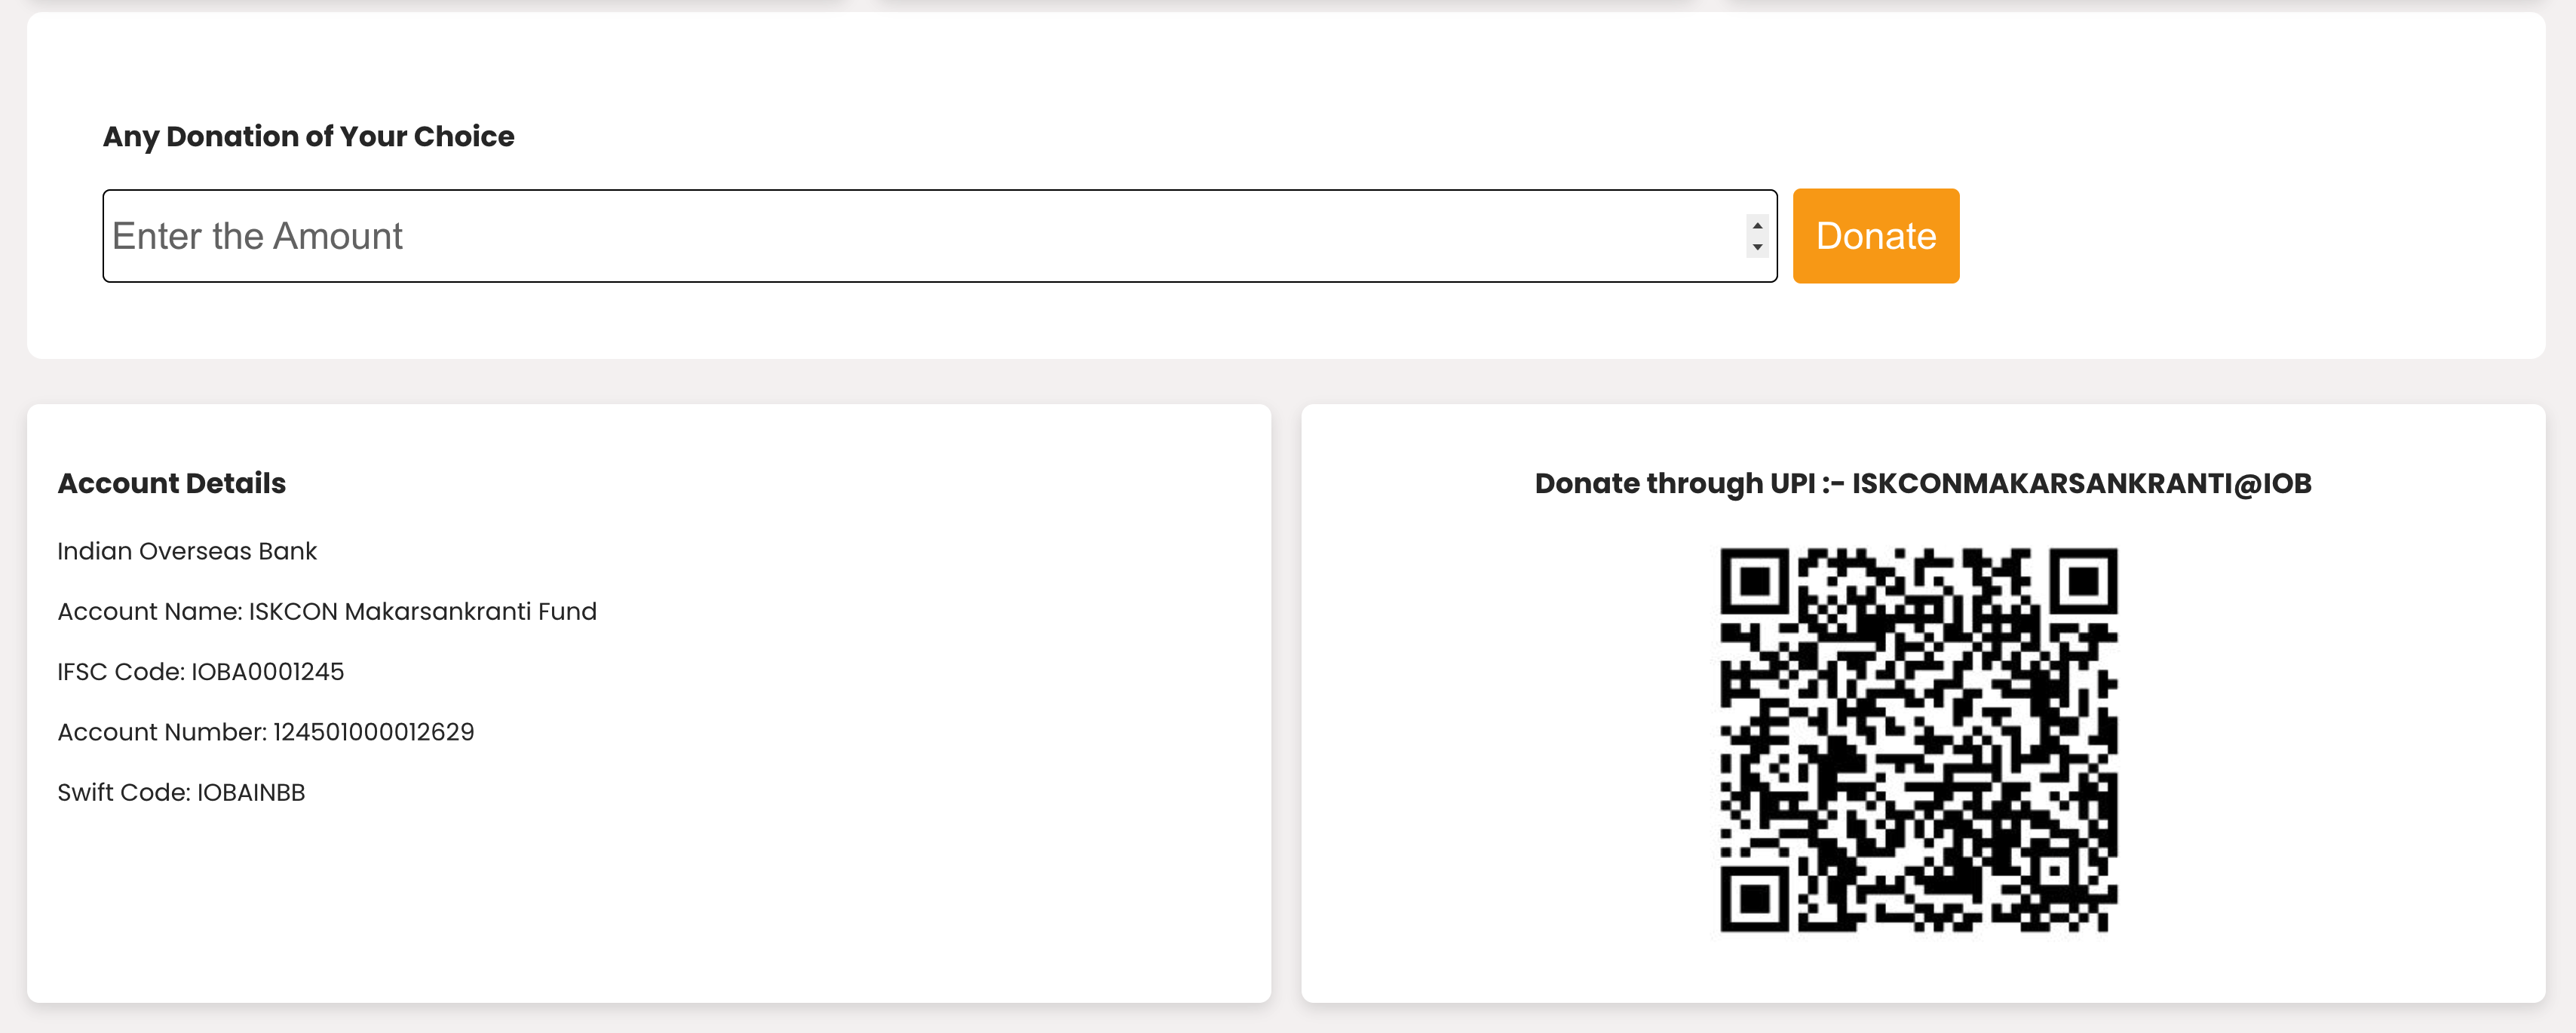 Any Donation of Your Choice
Enter the Amount
Donate
Account Details
Indian Overseas Bank
Account Name: ISKCON Makarsankranti Fund
IFSC Code: IOBA0001245
Account Number: 124501000012629
Swift Code: IOBAINBB
Donate through UPI :- ISKCONMAKARSANKRANTI@IOB